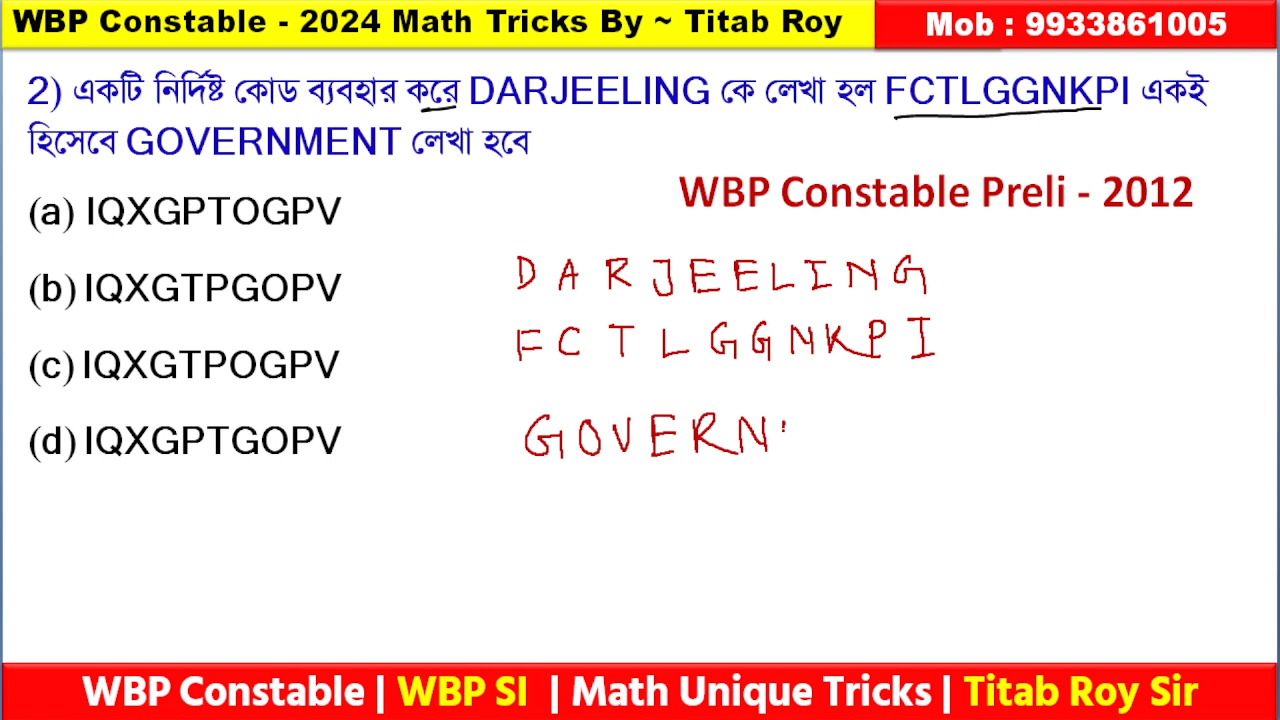 WBP Constable - 2024 Math Tricks By ~ Titab Roy
Mob : 9933861005
2) একটি নির্দিষ্ট কোড ব্যবহার করে DARJEELING কে লেখা হল FCTLGGNKPI একই
হিসেবে GOVERNMENT লেখা হবে
WBP Constable Preli - 2012
(a) IQXGPTOGPV
(b) IQXGTPGOPV
(c) IQXGTPOGPV
(d) IQXGPTGOPV
DARJEELING
FCTLGGNKPI
GOVERN
WBP Constable | WBP SI | Math Unique Tricks | Titab Roy Sir